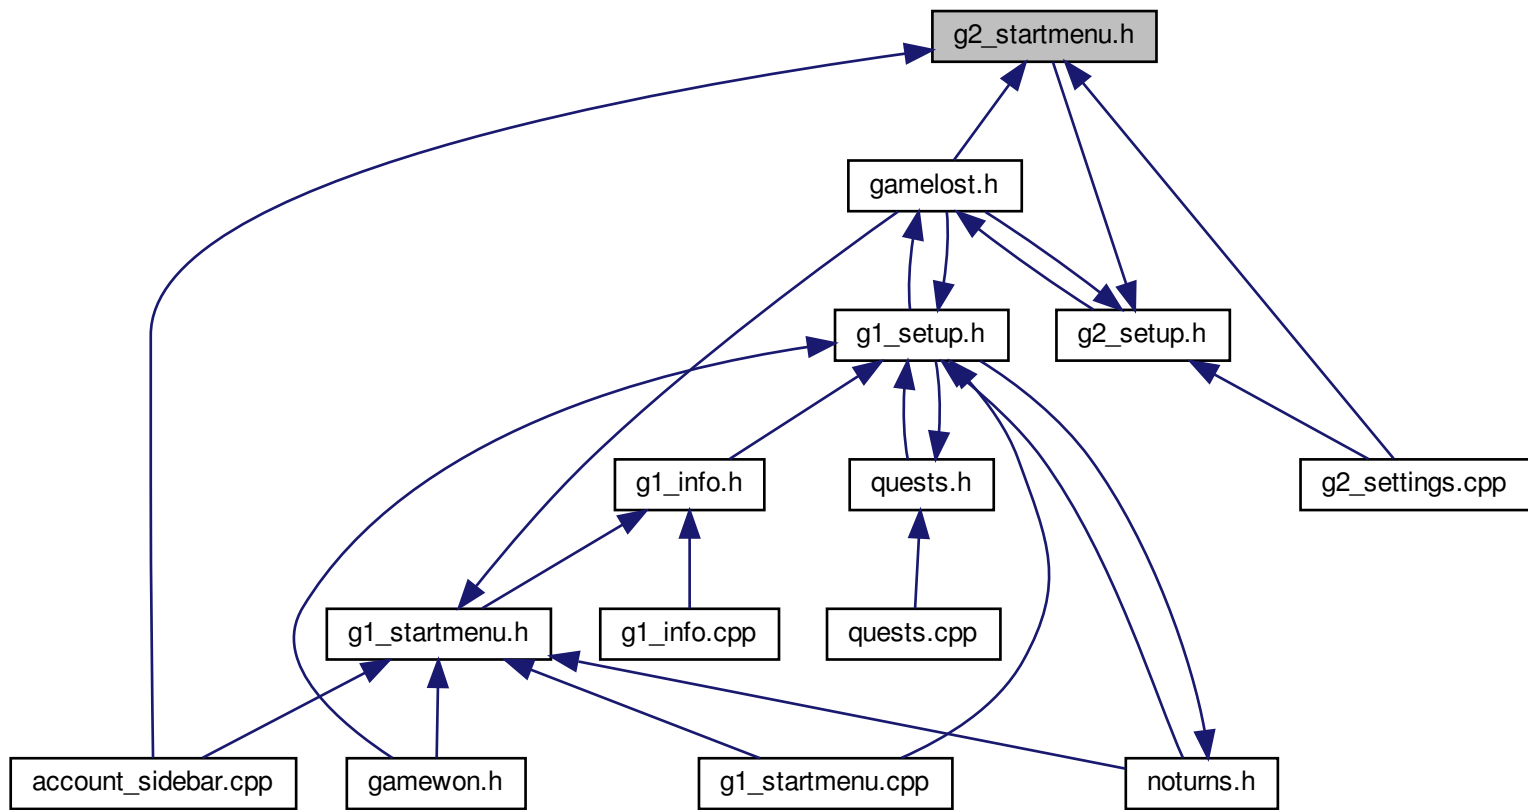 g2_startmenu.h
gamelost.h
g1_setup.h
g2_setup.h
g1_info.h
quests.h
g2_settings.cpp
g1_startmenu.h
g1_info.cpp
quests.cpp
account_sidebar.cpp
gamewon.h
g1_startmenu.cpp
noturns.h